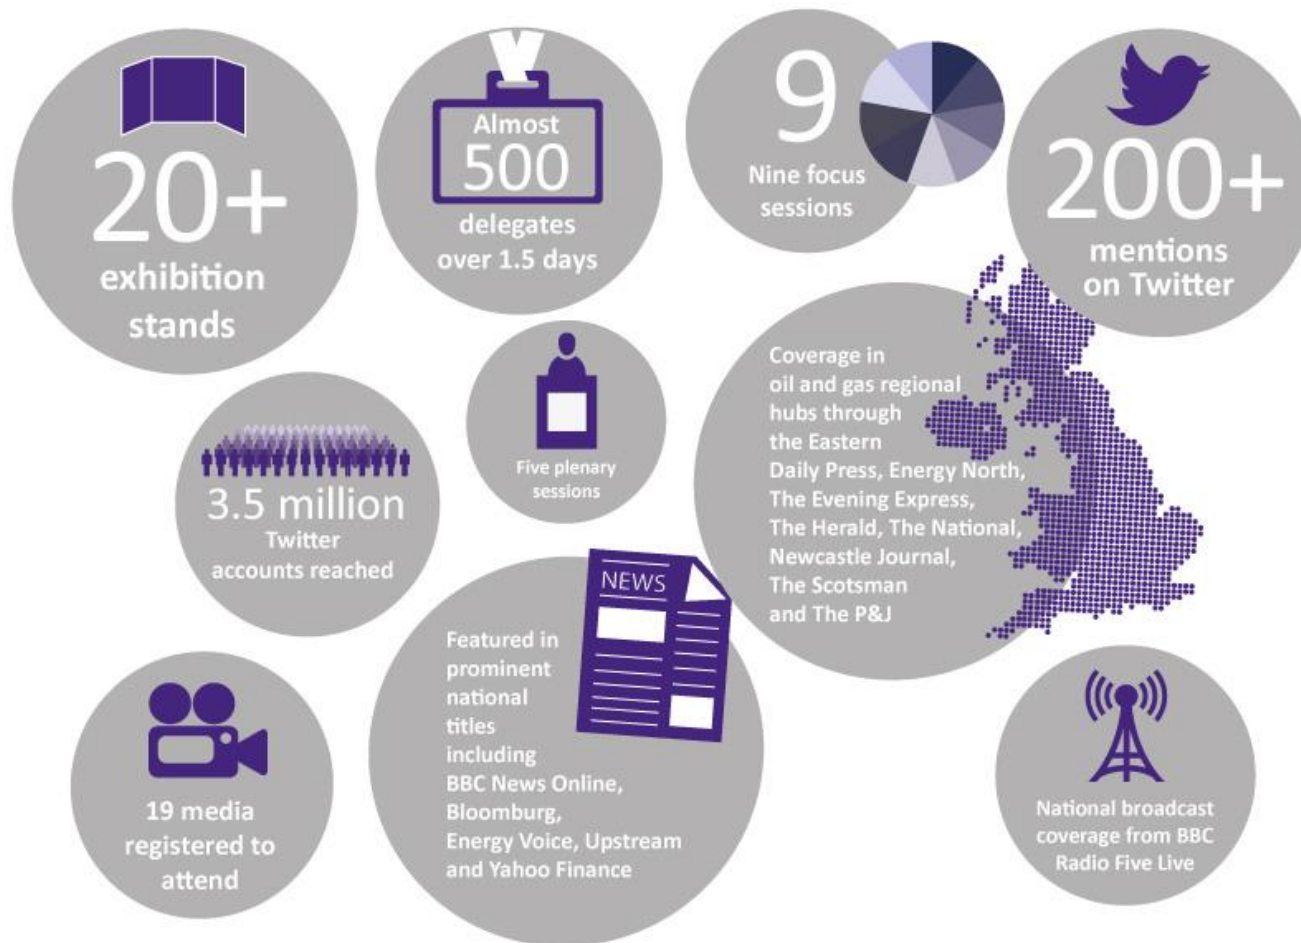 20+
exhibition
stands
Almost
500
delegates
over 1.5 days
9
Nine focus
sessions
200+
mentions
on Twitter
3.5 million
Twitter
accounts reached
Five plenary
sessions
Coverage in
oil and gas regional
hubs through
the Eastern
Daily Press, Energy North,
The Evening Express,
The Herald, The National,
Newcastle Journal,
The Scotsman
and The P&J
19 media
registered to
attend
NEWS
Featured in
prominent
national
titles
including
BBC News Online,
Bloomburg,
Energy Voice, Upstream
and Yahoo Finance
National broadcast
coverage from BBC
Radio Five Live